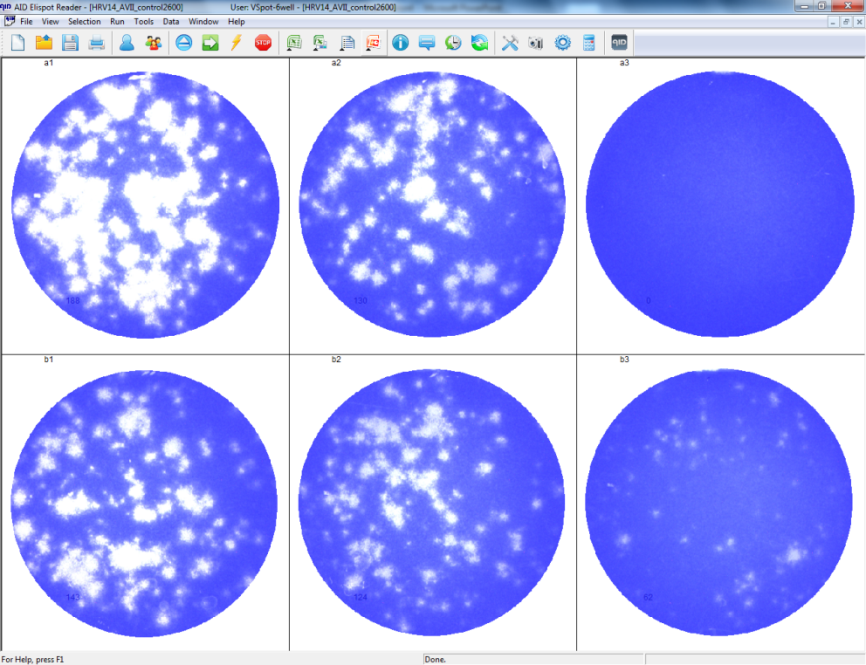 AID Elispot Reader - [HRV14_AVII_control2600] User: VSpot-6well - [HRV14_AVII_control2600]
File View Selection Run Tools Data Window Help
STOP
a1 a2 a3
188 130 0
b1 b2 b3
143 124 62
For Help, press F1 Done.